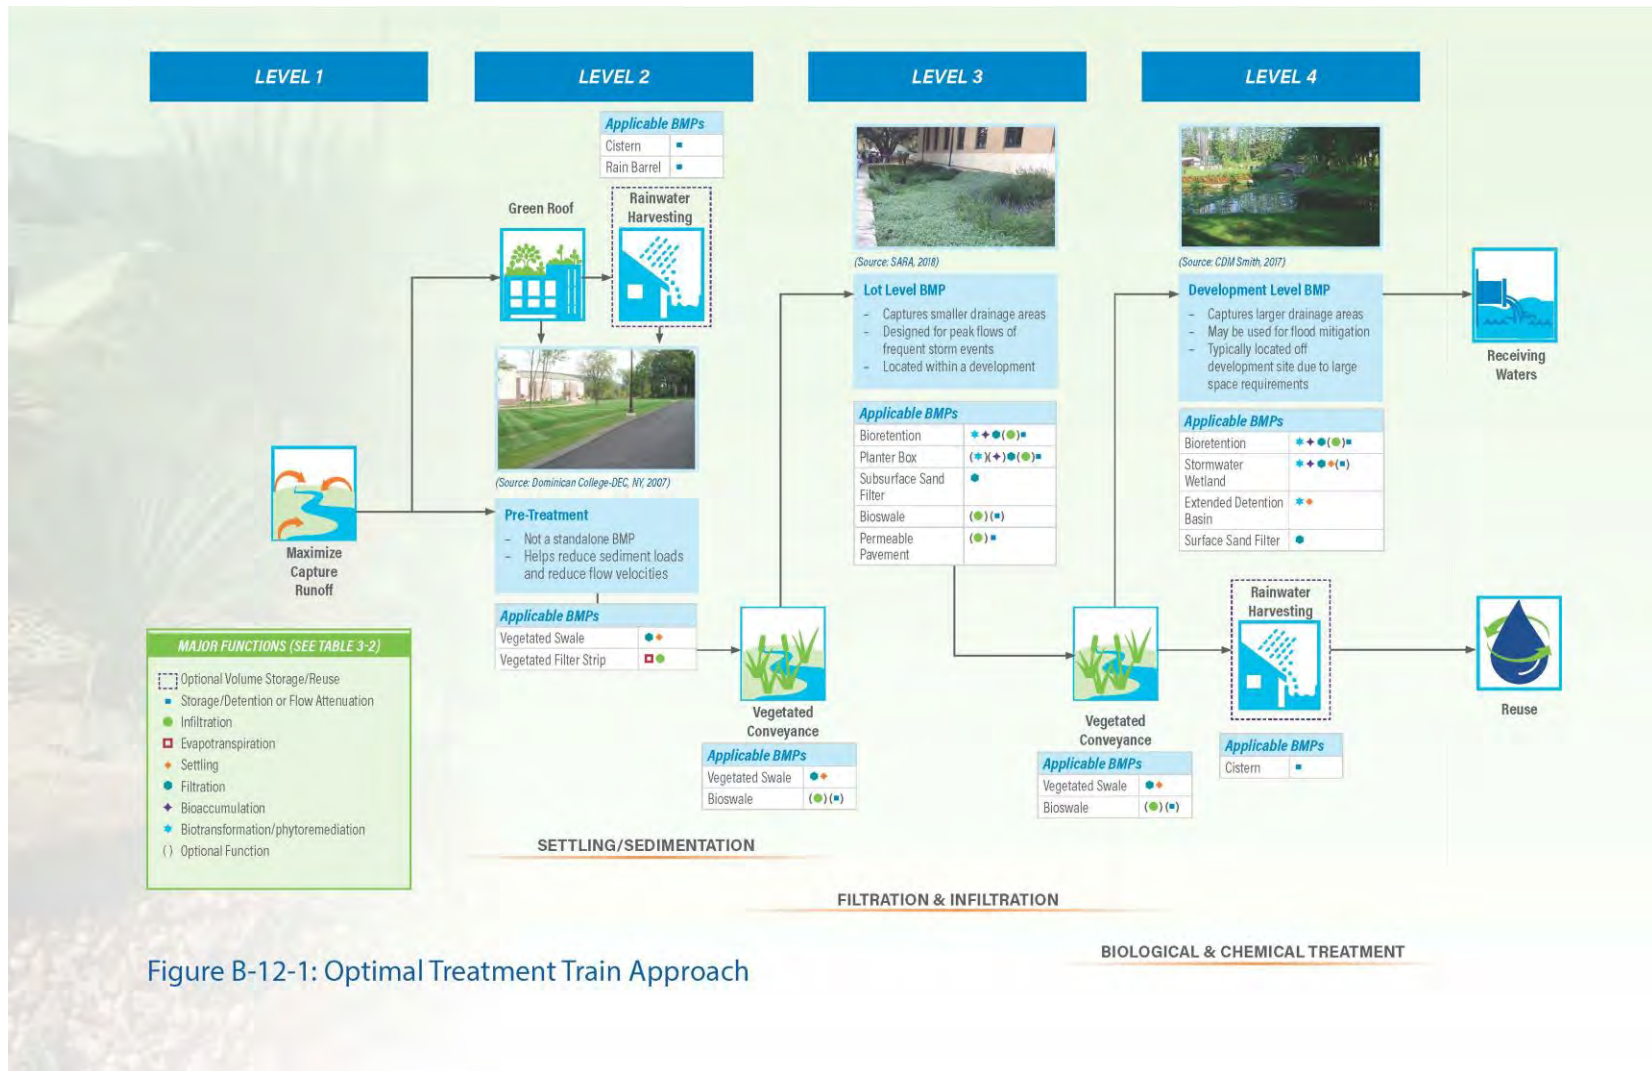 LEVEL 1
LEVEL 2
LEVEL 3
LEVEL 4
Applicable BMPs
Cistern
Rain Barrel
Green Roof
Rainwater
Harvesting
(Source: Dominican College-DEC, NY, 2007)
Pre-Treatment
– Not a standalone BMP
– Helps reduce sediment loads
and reduce flow velocities
Applicable BMPs
Vegetated Swale
Vegetated Filter Strip
Maximize
Capture
Runoff
MAJOR FUNCTIONS (SEE TABLE 3-2)
Optional Volume Storage/Reuse
Storage/Detention or Flow Attenuation
Infiltration
Evapotranspiration
Settling
Filtration
Bioaccumulation
Biotransformation/phytoremediation
( ) Optional Function
Vegetated
Conveyance
Applicable BMPs
Vegetated Swale
Bioswale ( ) ( )
(Source: SARA, 2018)
Lot Level BMP
– Captures smaller drainage areas
– Designed for peak flows of
frequent storm events
– Located within a development
Applicable BMPs
Bioretention ( )
Planter Box ( )( ) ( )
Subsurface Sand
Filter
Bioswale ( ) ( )
Permeable
Pavement ( )
(Source: CDM Smith, 2017)
Development Level BMP
– Captures larger drainage areas
– May be used for flood mitigation
– Typically located off
development site due to large
space requirements
Applicable BMPs
Bioretention ( )
Stormwater
Wetland ( )
Extended Detention
Basin
Surface Sand Filter
Vegetated
Conveyance
Applicable BMPs
Vegetated Swale
Bioswale ( ) ( )
Rainwater
Harvesting
Applicable BMPs
Cistern
Receiving
Waters
Reuse
SETTLING/SEDIMENTATION
FILTRATION & INFILTRATION
BIOLOGICAL & CHEMICAL TREATMENT
Figure B-12-1: Optimal Treatment Train Approach